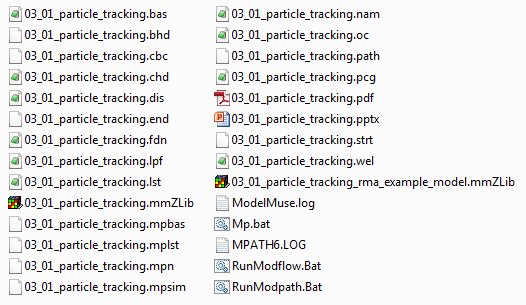 03_01_particle_tracking.bas
03_01_particle_tracking.bhd
03_01_particle_tracking.cbc
03_01_particle_tracking.chd
03_01_particle_tracking.dis
03_01_particle_tracking.end
03_01_particle_tracking.fdn
03_01_particle_tracking.lpf
03_01_particle_tracking.lst
03_01_particle_tracking.mmZLib
03_01_particle_tracking.mpbas
03_01_particle_tracking.mplst
03_01_particle_tracking.mpn
03_01_particle_tracking.mpsim
03_01_particle_tracking.nam
03_01_particle_tracking.oc
03_01_particle_tracking.path
03_01_particle_tracking.pcg
03_01_particle_tracking.pdf
03_01_particle_tracking.pptx
03_01_particle_tracking.strt
03_01_particle_tracking.wel
03_01_particle_tracking_rma_example_model.mmZLib
ModelMuse.log
Mp.bat
MPATH6.LOG
RunModflow.Bat
RunModpath.Bat